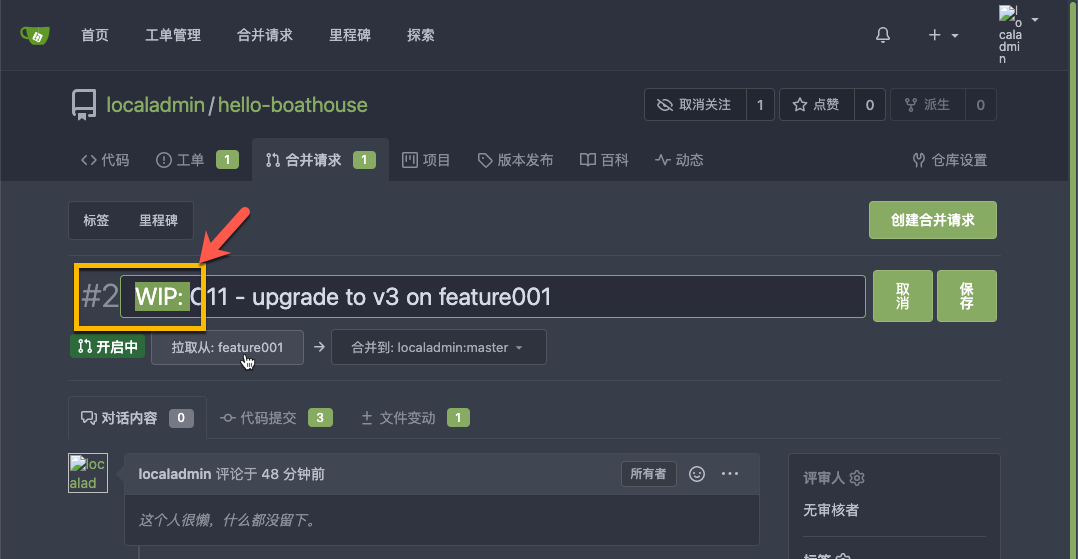 首页 工单管理 合并请求 里程碑 探索
localadmin
localadmin/hello-boathouse
取消关注 1 点赞 0 派生 0
代码 工单 1 合并请求 1 项目 版本发布 百科 动态 仓库设置
标签 里程碑 创建合并请求
#2 WIP: C11 - upgrade to v3 on feature001 取消 保存
开启中 拉取从: feature001 → 合并到: localadmin:master
对话内容 0 代码提交 3 文件变动 1
localad
localadmin 评论于 48 分钟前 所有者
评审人
这个人很懒，什么都没留下。
无审核者
标签